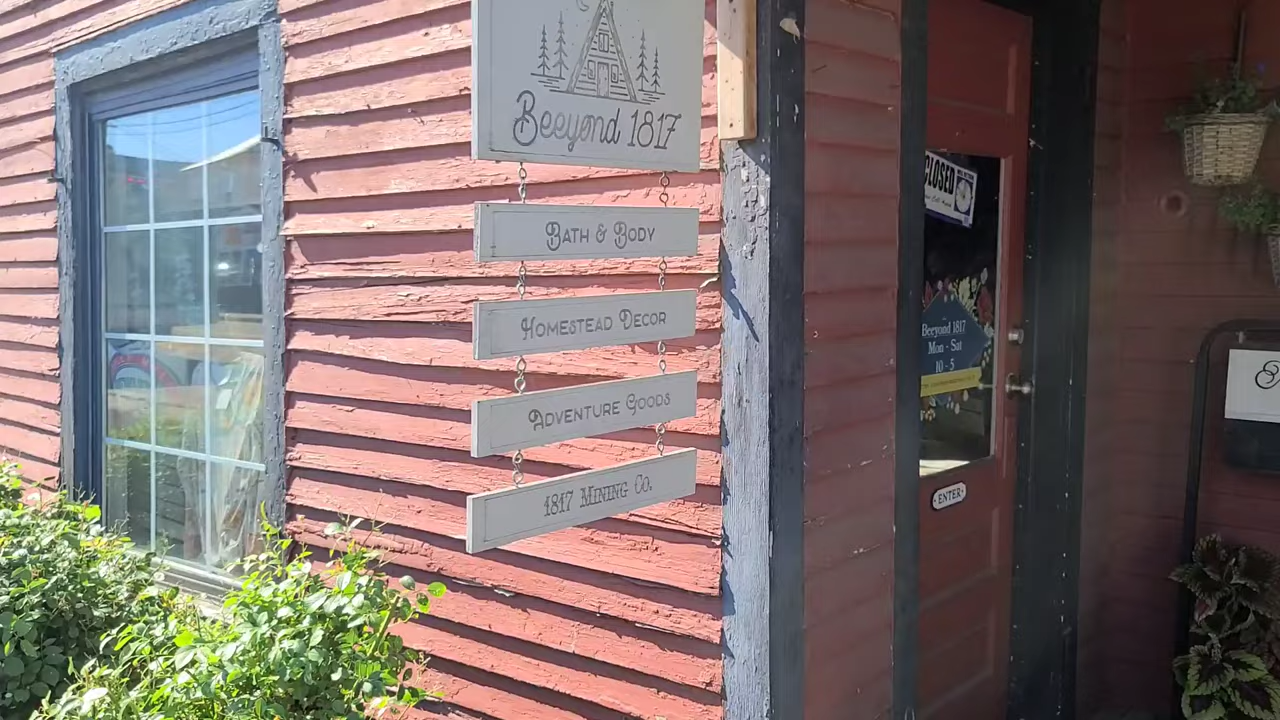 Beeyond 1817
BATH & BODY
HOMESTEAD DECOR
ADVENTURE GOODS
1817 MINING CO.
CLOSED
Beeyond 1817
Mon - Sat
10 - 5
ENTER